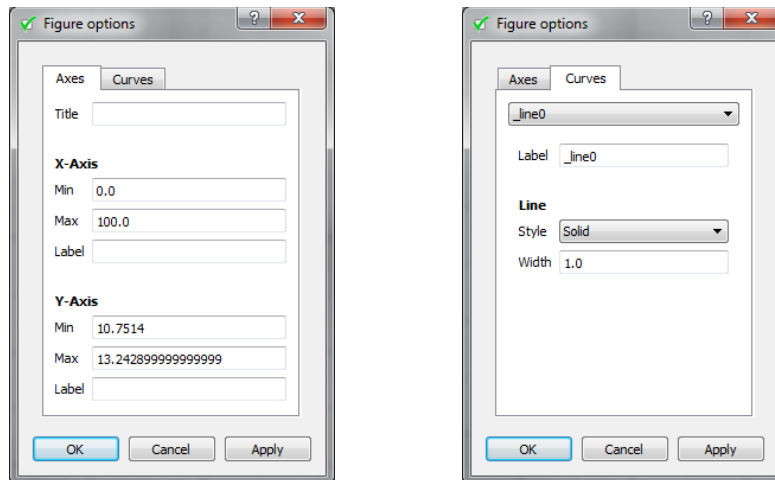 Figure options
Axes Curves
Title
X-Axis
Min 0.0
Max 100.0
Label
Y-Axis
Min 10.7514
Max 13.242899999999999
Label
OK Cancel Apply
Figure options
Axes Curves
_line0
Label _line0
Line
Style Solid
Width 1.0
OK Cancel Apply